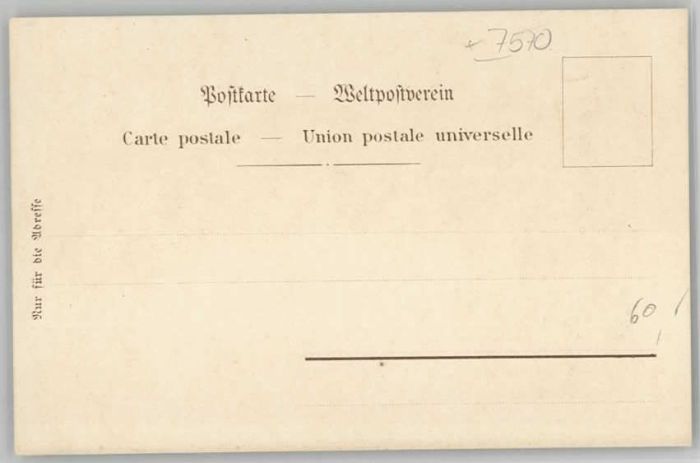 * 7570
Postkarte — Weltpostverein
Carte postale — Union postale universelle
Nur für die Adresse
60,